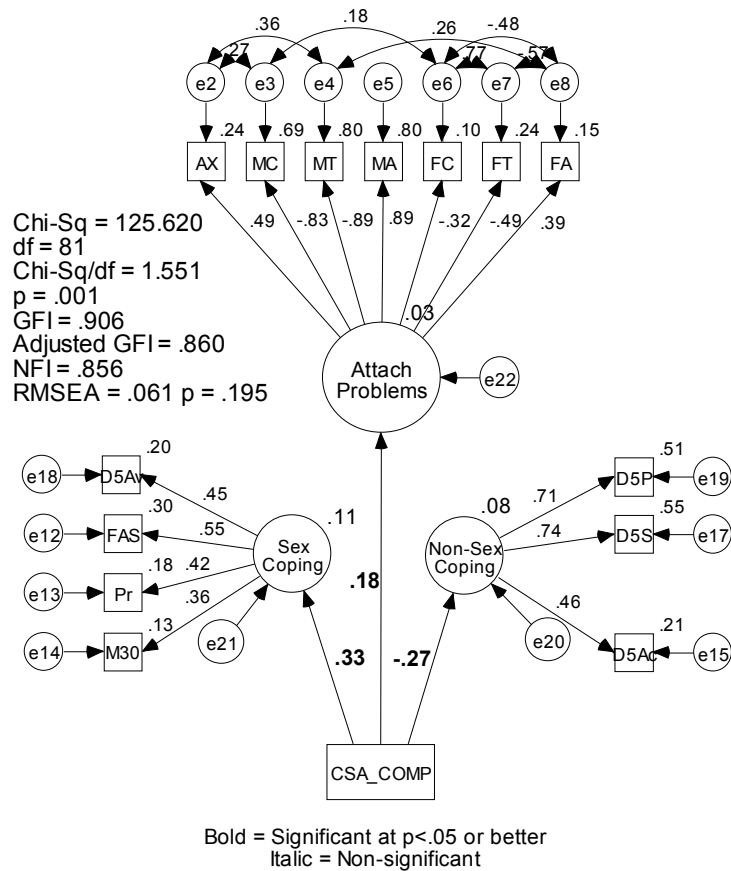 .36 .18 .26 -.48
.27 .77 -.57
e2 e3 e4 e5 e6 e7 e8
.24 .69 .80 .80 .10 .24 .15
AX MC MT MA FC FT FA
.49 -.83 -.89 .89 -.32 -.49 .39
Chi-Sq = 125.620
df = 81
Chi-Sq/df = 1.551
p = .001
GFI = .906
Adjusted GFI = .860
NFI = .856
RMSEA = .061 p = .195
.03
Attach
Problems
e22
.20
e18 D5Av
.45
.30
e12 FAS
.55
.18 .42
e13 Pr
.36
.13
e14 M30
.11
Sex
Coping
e21
.18
.08
Non-Sex
Coping
e20
.51
.71 D5P e19
.55
.74 D5S e17
.46
.21
D5Ac e15
.33 -.27
CSA_COMP
Bold = Significant at p<.05 or better
Italic = Non-significant